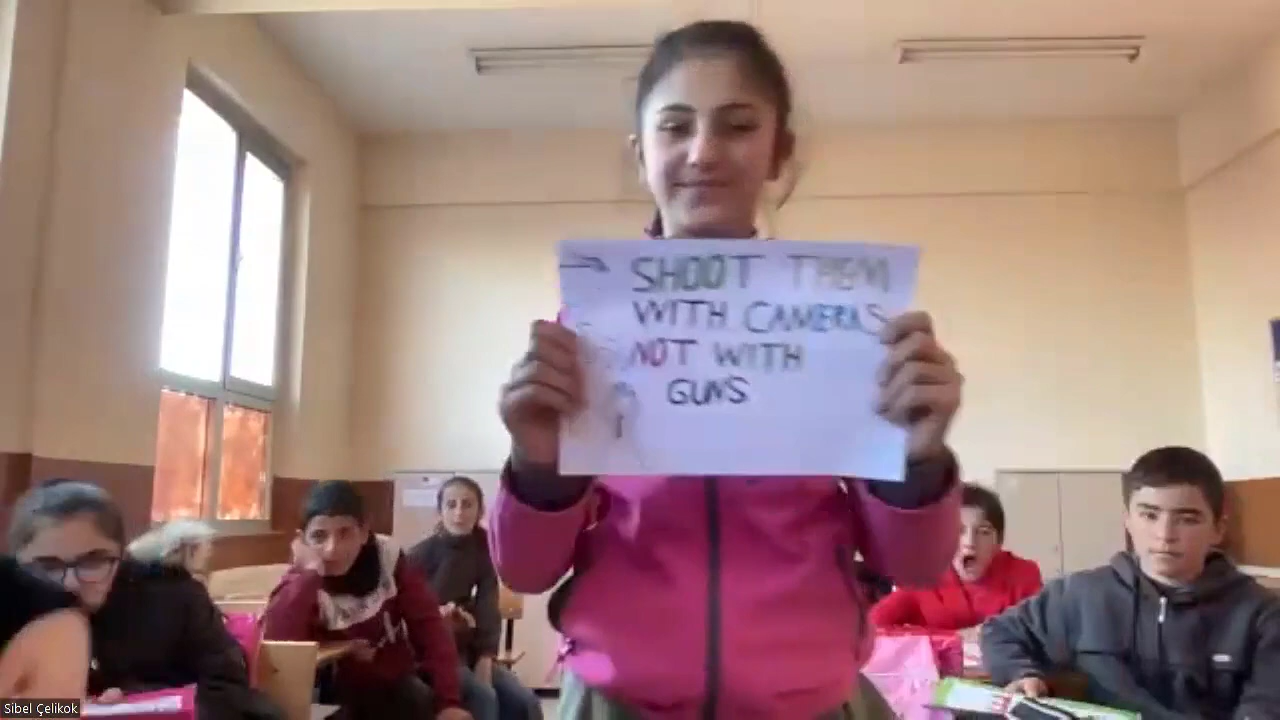 SHOOT THEM
WITH CAMERAS
NOT WITH
GUNS
Sibel Çelikok